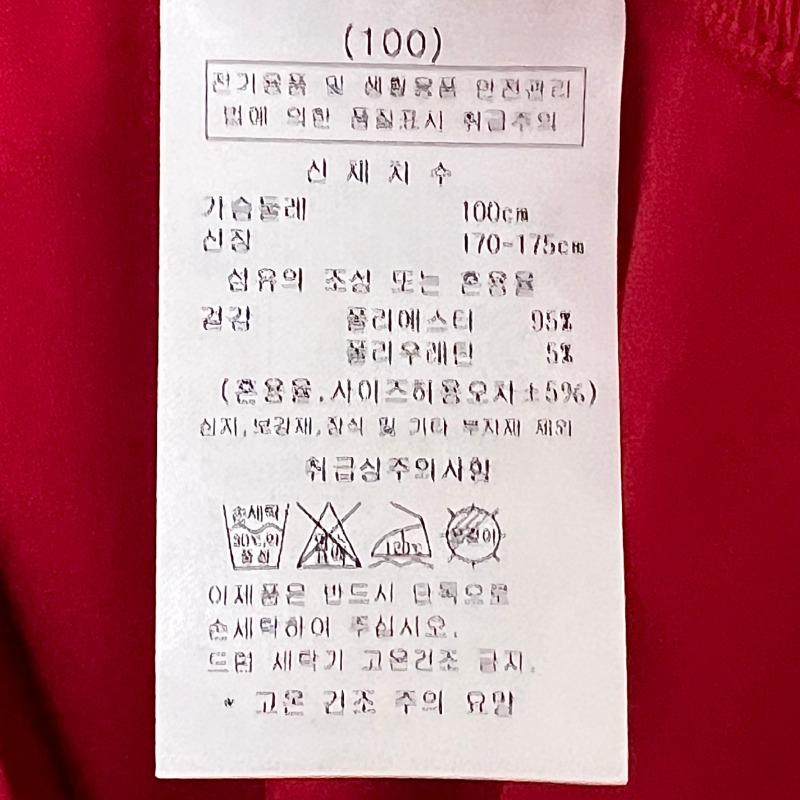 (100)
전기용품 및 생활용품 안전관리
법에 의한 품질표시 취급주의
신 체 치 수
가슴둘레 100cm
신장 170-175cm
섬유의 조성 또는 혼용율
겉감 폴리에스터 95%
폴리우레탄 5%
(혼용율,사이즈허용오차±5%)
심지,보강재,장식 및 기타 부자재 제외
취급상주의사항
손세탁
30℃,약
중성
120℃
옷걸이
이제품은 반드시 단독으로
손세탁하여 주십시오.
드럼 세탁기 고온건조 금지.
* 고온 건조 주의 요망